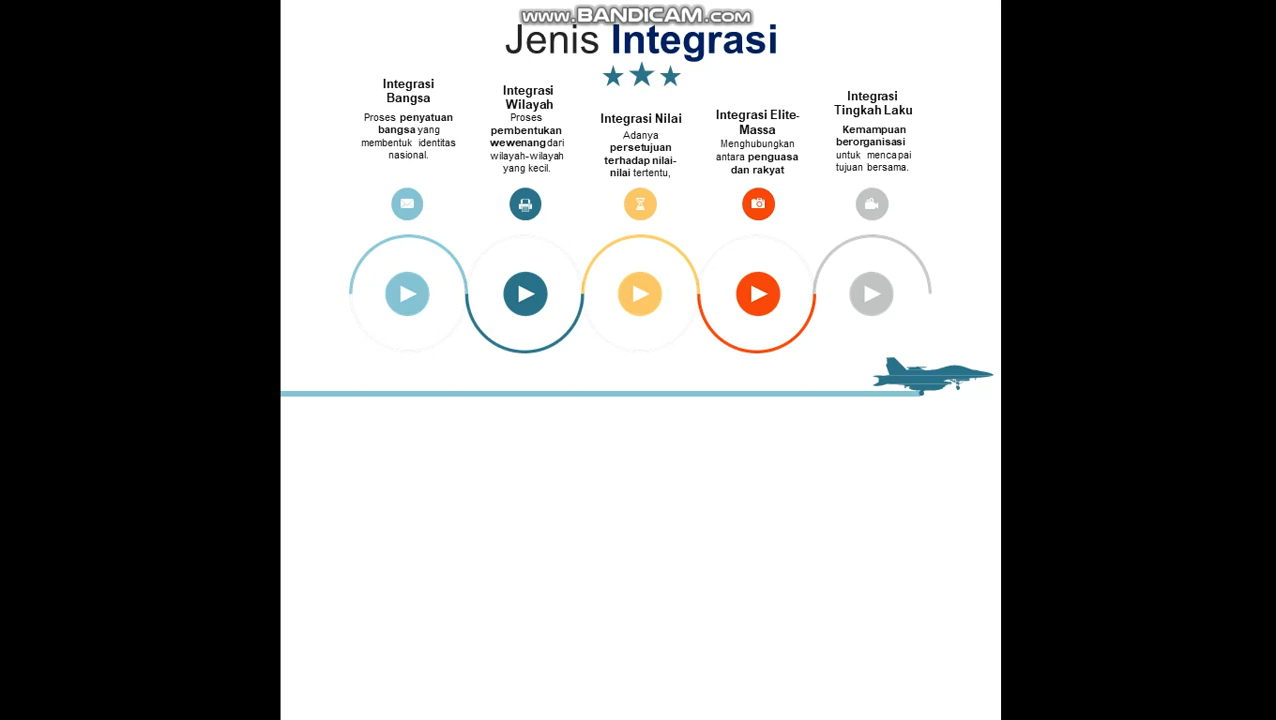 www.BANDICAM.com
Jenis Integrasi
Integrasi
Bangsa
Proses penyatuan
bangsa yang
membentuk identitas
nasional.
Integrasi
Wilayah
Proses
pembentukan
wewenang dari
wilayah-wilayah
yang kecil.
Integrasi Nilai
Adanya
persetujuan
terhadap nilai-
nilai tertentu,
Integrasi Elite-
Massa
Menghubungkan
antara penguasa
dan rakyat
Integrasi
Tingkah Laku
Kemampuan
berorganisasi
untuk mencapai
tujuan bersama.